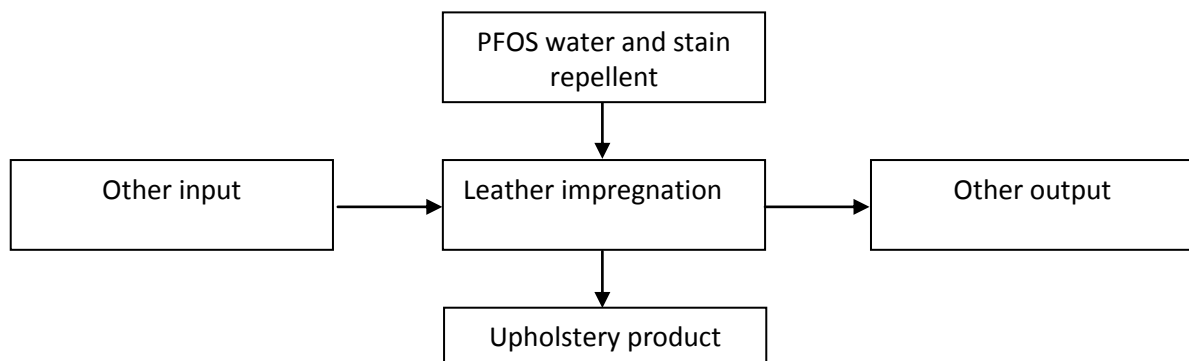 PFOS water and stain
repellent
Other input
Leather impregnation
Other output
Upholstery product